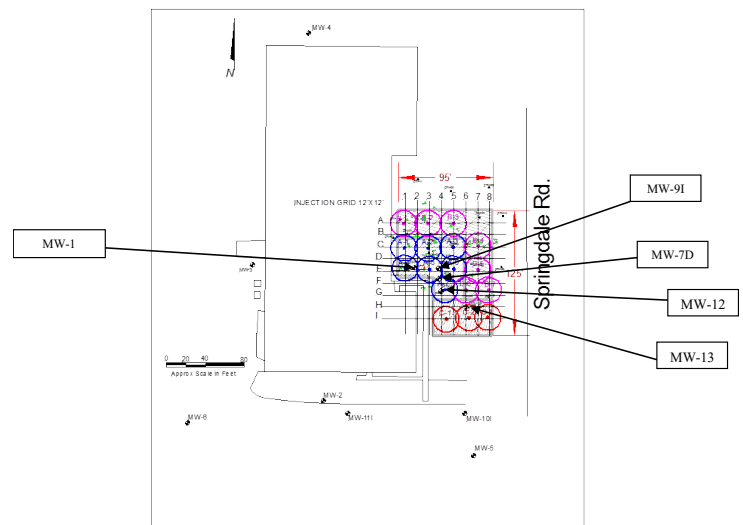 MW-4
N
95'
1 2 3 4 5 6 7 8
INJECTION GRID 12'X12'
A
B
C
D
E
F
G
H
I
125'
Springdale Rd.
MW-9I
MW-1
MW-7D
MW-12
MW-13
0 20 40 80
Approx Scale in Feet
MW-2
MW-11I
MW-10I
MW-6
MW-5